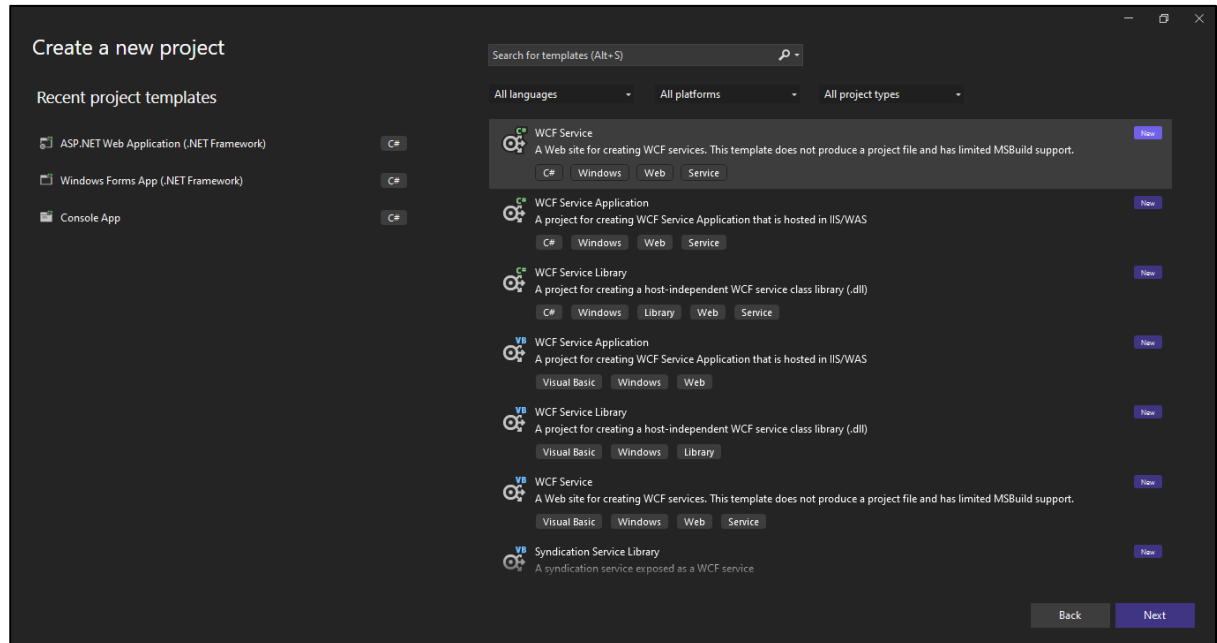 Create a new project
Recent project templates
ASP.NET Web Application (.NET Framework) C#
Windows Forms App (.NET Framework) C#
Console App C#
Search for templates (Alt+S)
All languages All platforms All project types
C# WCF Service New
A Web site for creating WCF services. This template does not produce a project file and has limited MSBuild support.
C# Windows Web Service
C# WCF Service Application New
A project for creating WCF Service Application that is hosted in IIS/WAS
C# Windows Web Service
C# WCF Service Library New
A project for creating a host-independent WCF service class library (.dll)
C# Windows Library Web Service
VB WCF Service Application New
A project for creating WCF Service Application that is hosted in IIS/WAS
Visual Basic Windows Web
VB WCF Service Library New
A project for creating a host-independent WCF service class library (.dll)
Visual Basic Windows Library
VB WCF Service New
A Web site for creating WCF services. This template does not produce a project file and has limited MSBuild support.
Visual Basic Windows Web Service
VB Syndication Service Library New
A syndication service exposed as a WCF service
Back Next